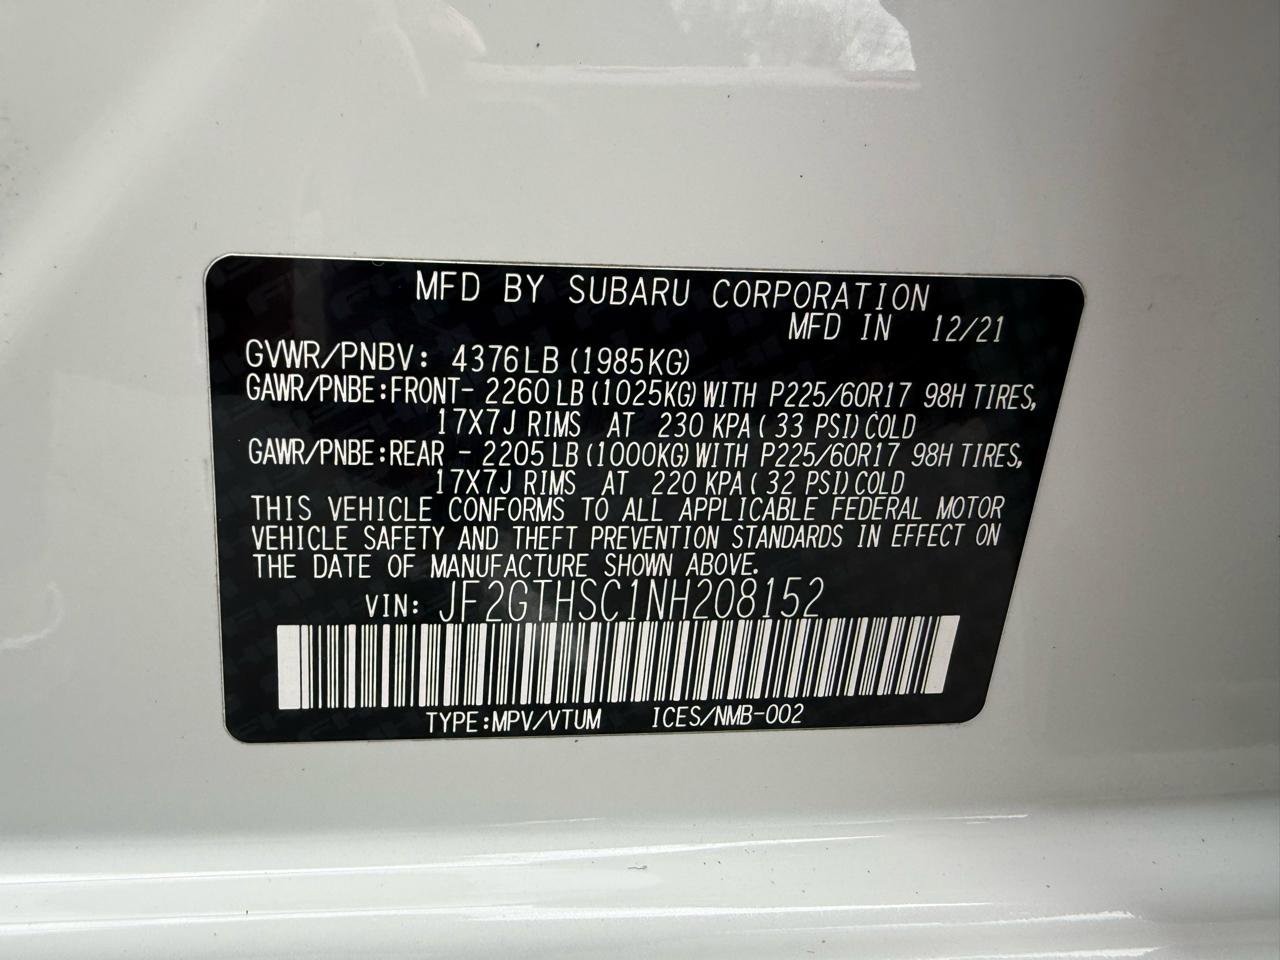 MFD BY SUBARU CORPORATION
MFD IN 12/21
GVWR/PNBV: 4376LB (1985KG)
GAWR/PNBE:FRONT- 2260 LB (1025KG) WITH P225/60R17 98H TIRES,
17X7J RIMS AT 230 KPA ( 33 PSI) COLD
GAWR/PNBE:REAR - 2205 LB (1000KG) WITH P225/60R17 98H TIRES,
17X7J RIMS AT 220 KPA ( 32 PSI) COLD
THIS VEHICLE CONFORMS TO ALL APPLICABLE FEDERAL MOTOR
VEHICLE SAFETY AND THEFT PREVENTION STANDARDS IN EFFECT ON
THE DATE OF MANUFACTURE SHOWN ABOVE.
VIN: JF2GTHSC1NH208152
TYPE:MPV/VTUM ICES/NMB-002